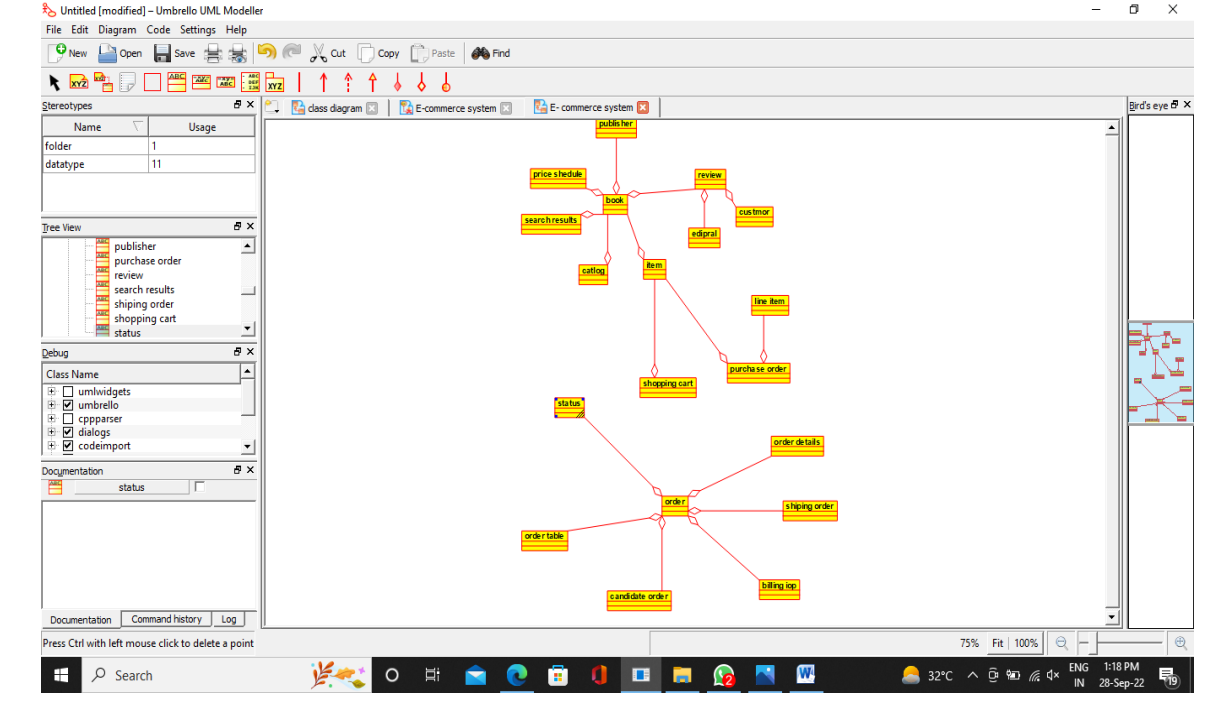 Untitled [modified] – Umbrello UML Modeller
File Edit Diagram Code Settings Help
New Open Save Cut Copy Paste Find
Stereotypes
Name Usage
folder 1
datatype 11
Tree View
publisher
purchase order
review
search results
shiping order
shopping cart
status
Debug
Class Name
umlwidgets
umbrello
cppparser
dialogs
codeimport
Documentation
status
Documentation Command history Log
class diagram E-commerce system E- commerce system
publisher
price shedule
review
book
custmor
search results
edipral
item
catlog
line item
purchase order
shopping cart
status
order details
order
shiping order
order table
billing iop
candidate order
Bird's eye
Press Ctrl with left mouse click to delete a point
75% Fit 100%
Search
2
32°C
ENG
IN
1:18 PM
28-Sep-22
19